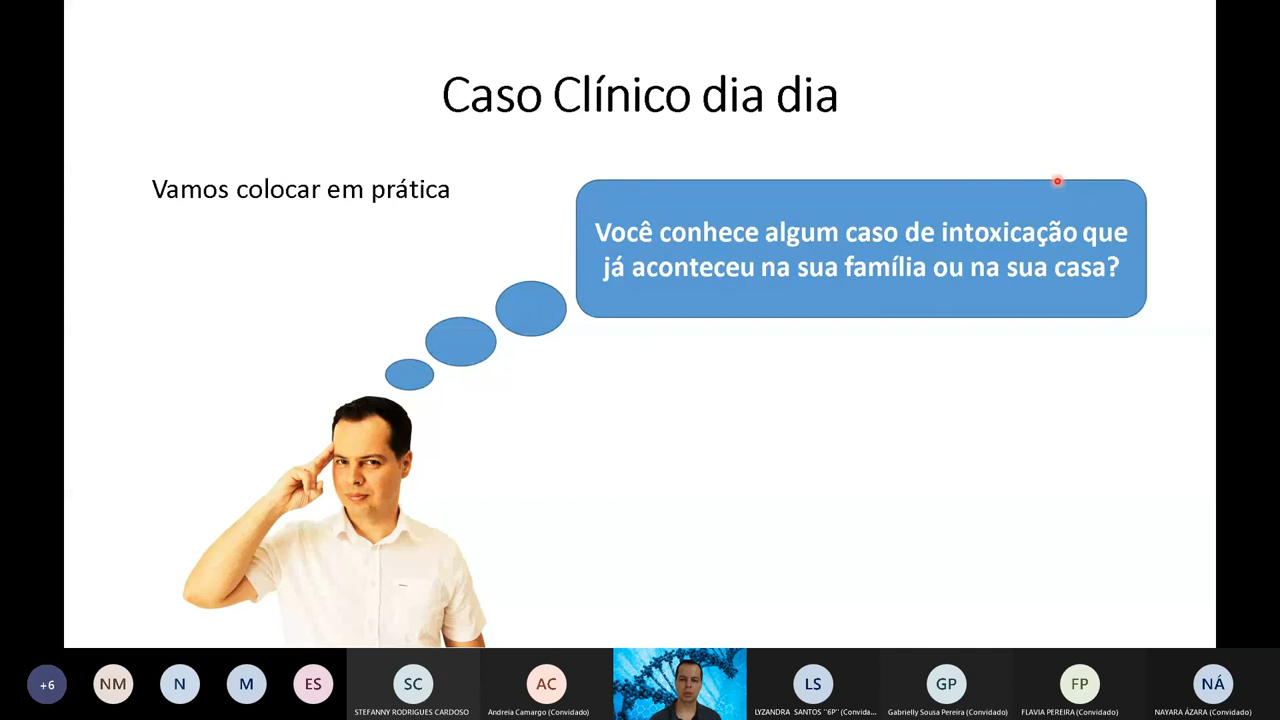 Caso Clínico dia dia
Vamos colocar em prática
Você conhece algum caso de intoxicação que
já aconteceu na sua família ou na sua casa?
+6
NM
N
M
ES
SC
AC
LS
GP
FP
NÁ
STEFANNY RODRIGUES CARDOSO
Andreia Camargo (Convidado)
LYZANDRA SANTOS "6P" (Convida...
Gabrielly Sousa Pereira (Convidado)
FLAVIA PEREIRA (Convidado)
NAYARA ÁZARA (Convidado)